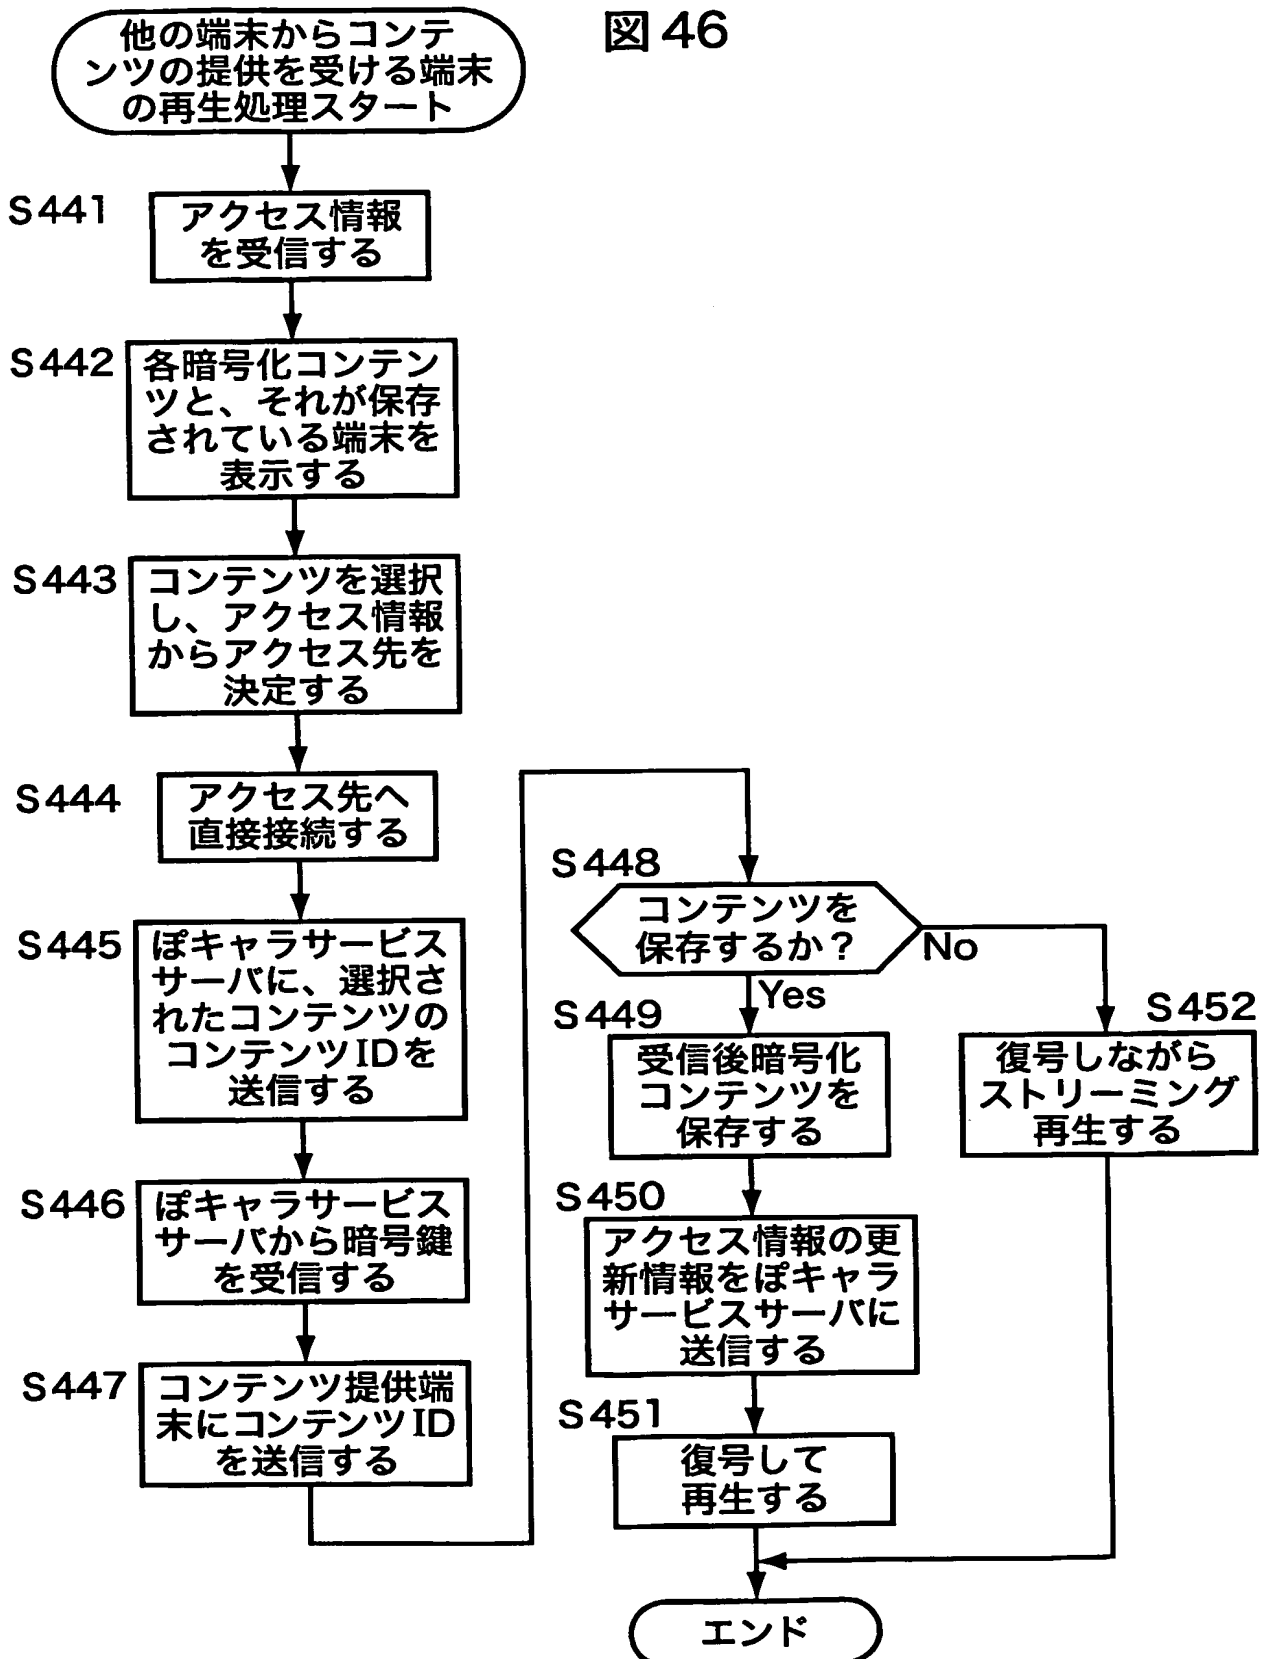 図46
他の端末からコンテ
ンツの提供を受ける端末
の再生処理スタート
S441
アクセス情報
を受信する
S442
各暗号化コンテン
ツと、それが保存
されている端末を
表示する
S443
コンテンツを選択
し、アクセス情報
からアクセス先を
決定する
S444
アクセス先へ
直接接続する
S445
ぽキャラサービス
サーバに、選択さ
れたコンテンツの
コンテンツIDを
送信する
S446
ぽキャラサービス
サーバから暗号鍵
を受信する
S447
コンテンツ提供端
末にコンテンツID
を送信する
S448
コンテンツを
保存するか?
No
Yes
S449
受信後暗号化
コンテンツを
保存する
S450
アクセス情報の更
新情報をぽキャラ
サービスサーバに
送信する
S451
復号して
再生する
S452
復号しながら
ストリーミング
再生する
エンド